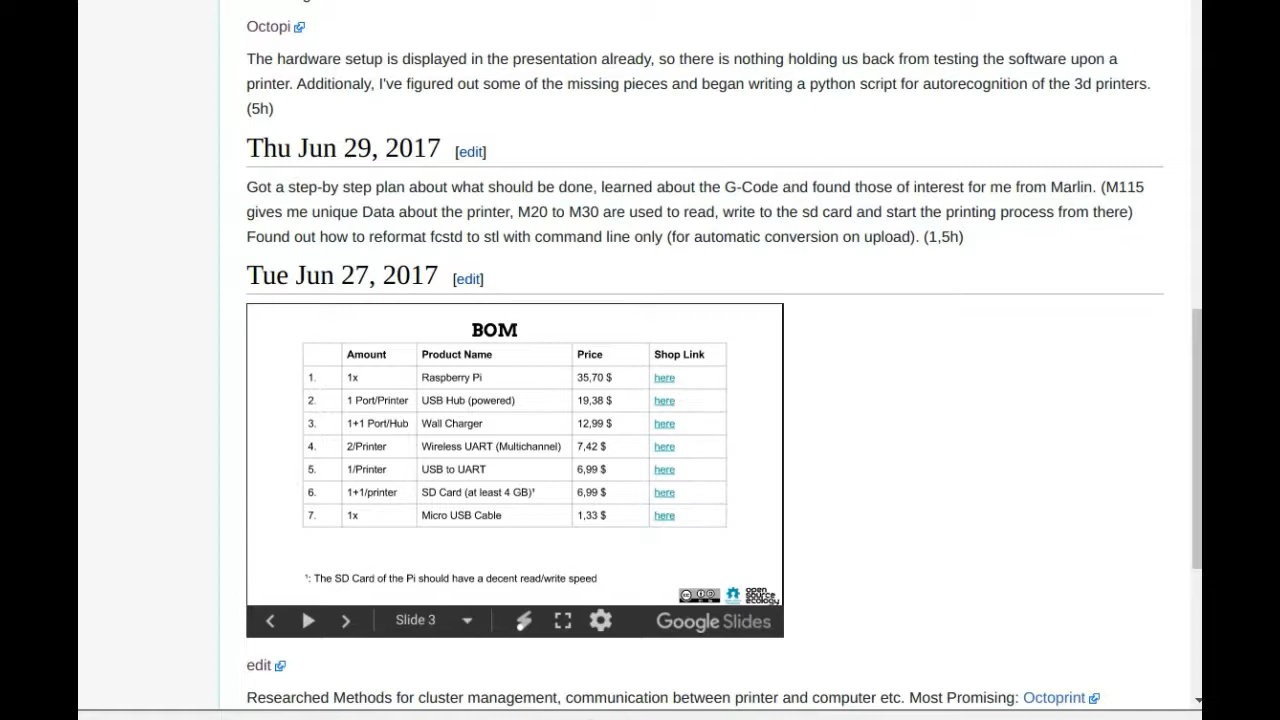 Octopi
The hardware setup is displayed in the presentation already, so there is nothing holding us back from testing the software upon a
printer. Additionaly, I've figured out some of the missing pieces and began writing a python script for autorecognition of the 3d printers.
(5h)
Thu Jun 29, 2017 [edit]
Got a step-by step plan about what should be done, learned about the G-Code and found those of interest for me from Marlin. (M115
gives me unique Data about the printer, M20 to M30 are used to read, write to the sd card and start the printing process from there)
Found out how to reformat fcstd to stl with command line only (for automatic conversion on upload). (1,5h)
Tue Jun 27, 2017 [edit]
BOM
Amount Product Name Price Shop Link
1. 1x Raspberry Pi 35,70 $ here
2. 1 Port/Printer USB Hub (powered) 19,38 $ here
3. 1+1 Port/Hub Wall Charger 12,99 $ here
4. 2/Printer Wireless UART (Multichannel) 7,42 $ here
5. 1/Printer USB to UART 6,99 $ here
6. 1+1/printer SD Card (at least 4 GB)¹ 6,99 $ here
7. 1x Micro USB Cable 1,33 $ here
¹: The SD Card of the Pi should have a decent read/write speed
open
source
ecology
Slide 3
Google Slides
edit
Researched Methods for cluster management, communication between printer and computer etc. Most Promising: Octoprint